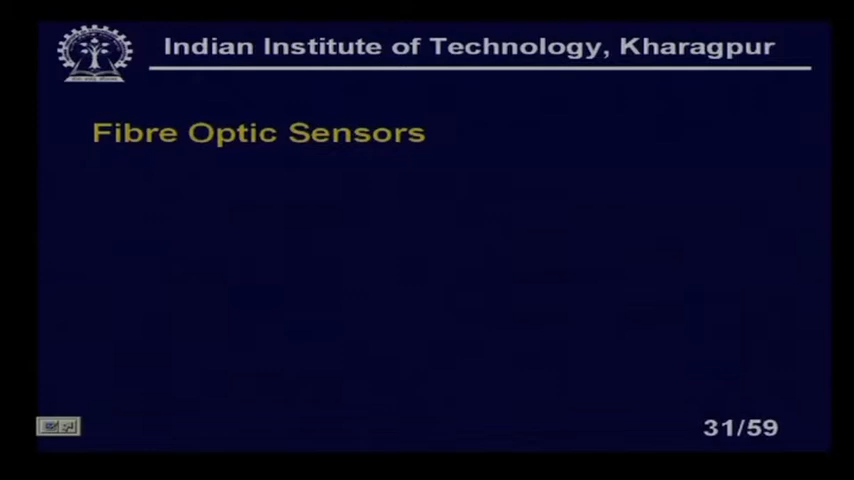 Indian Institute of Technology, Kharagpur
Fibre Optic Sensors
31/59